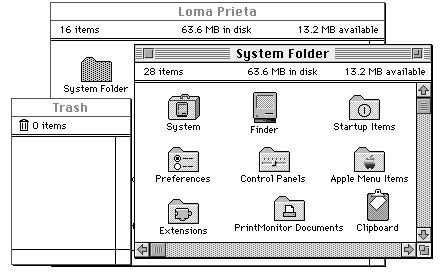 Loma Prieta
16 items 63.6 MB in disk 13.2 MB available
System Folder
Trash
0 items
System Folder
28 items 63.6 MB in disk 13.2 MB available
System Finder Startup Items
Preferences Control Panels Apple Menu Items
Extensions PrintMonitor Documents Clipboard